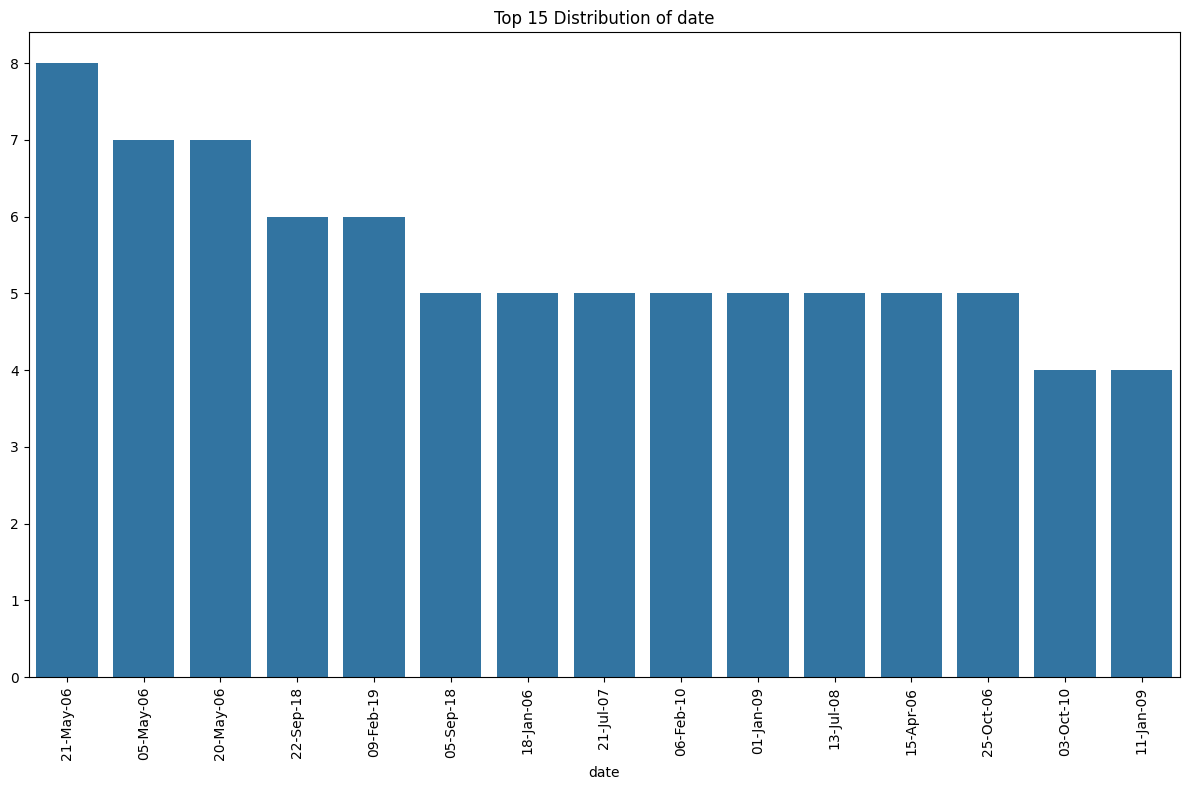 Top 15 Distribution of date
8
7
6
5
4
3
2
1
0
21-May-06
05-May-06
20-May-06
22-Sep-18
09-Feb-19
05-Sep-18
18-Jan-06
21-Jul-07
06-Feb-10
01-Jan-09
13-Jul-08
15-Apr-06
25-Oct-06
03-Oct-10
11-Jan-09
date